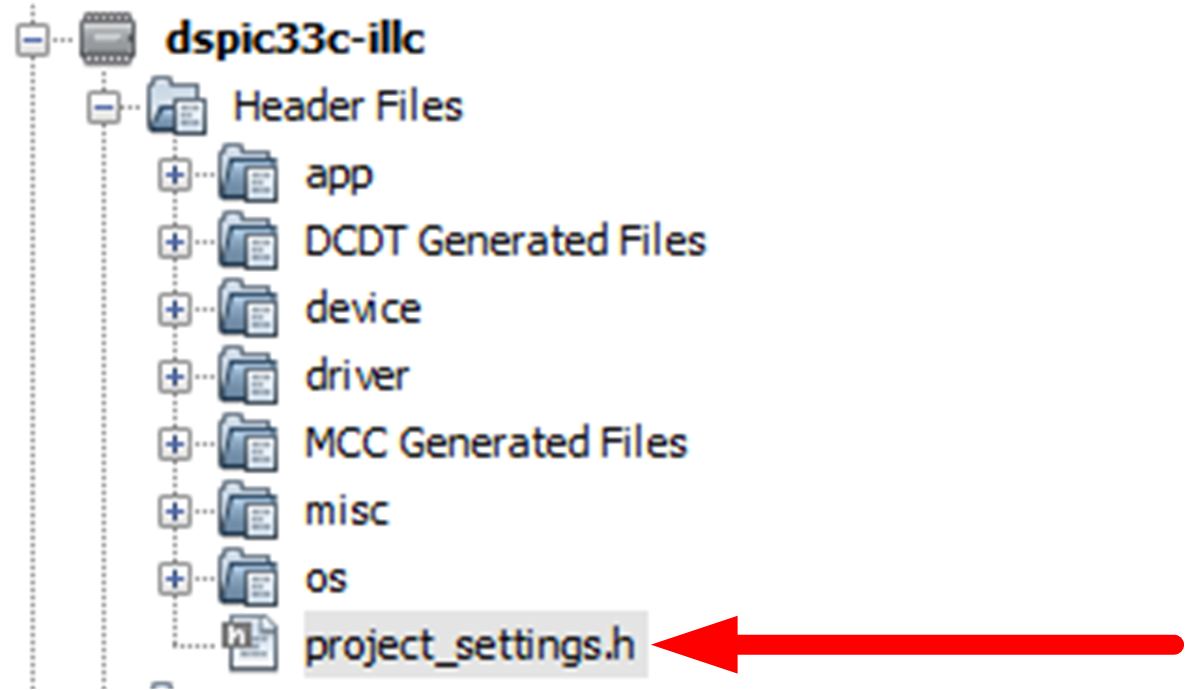 dspic33c-illc
Header Files
app
DCDT Generated Files
device
driver
MCC Generated Files
misc
os
h
project_settings.h